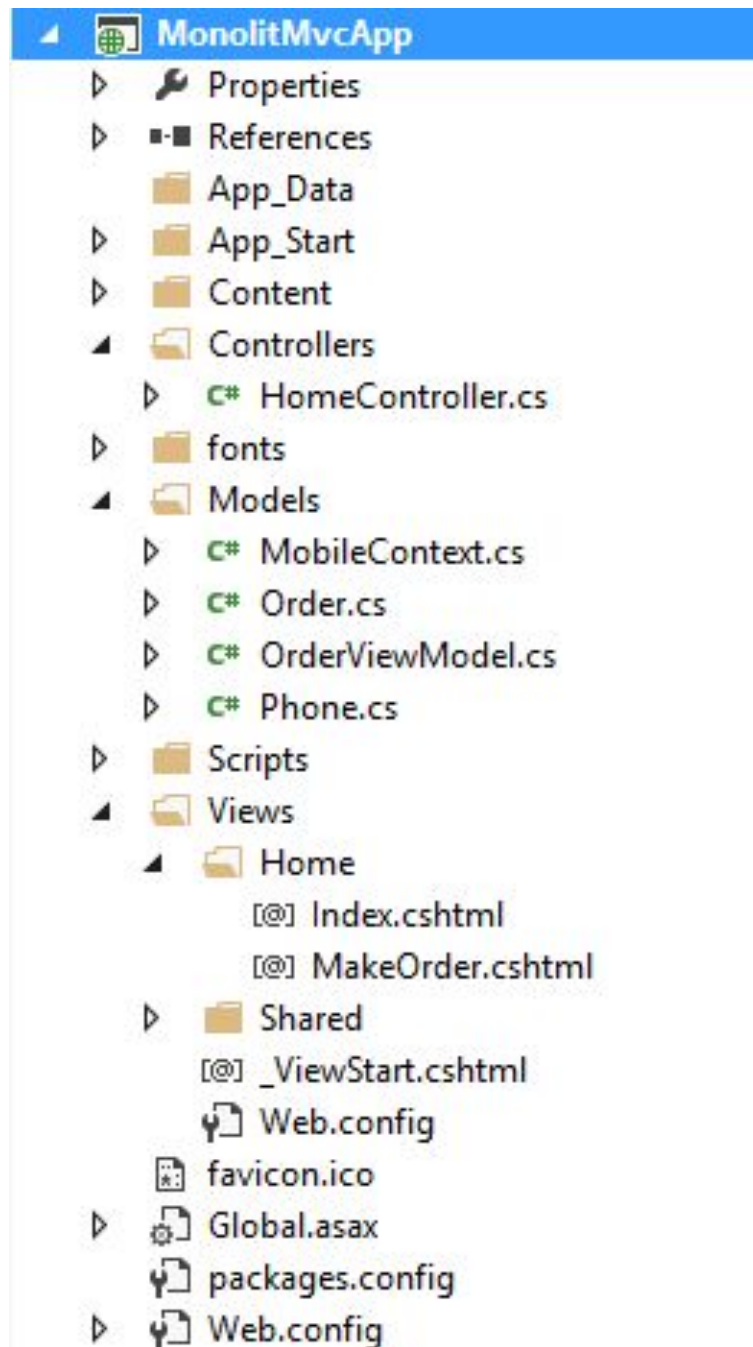 MonolitMvcApp
Properties
References
App_Data
App_Start
Content
Controllers
C# HomeController.cs
fonts
Models
C# MobileContext.cs
C# Order.cs
C# OrderViewModel.cs
C# Phone.cs
Scripts
Views
Home
[@] Index.cshtml
[@] MakeOrder.cshtml
Shared
[@] _ViewStart.cshtml
Web.config
favicon.ico
Global.asax
packages.config
Web.config